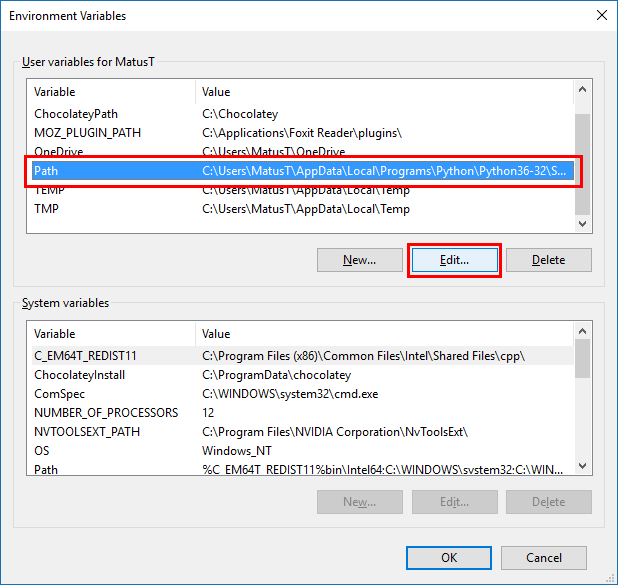 Environment Variables
User variables for MatusT
Variable Value
ChocolateyPath C:\Chocolatey
MOZ_PLUGIN_PATH C:\Applications\Foxit Reader\plugins\
OneDrive C:\Users\MatusT\OneDrive
Path C:\Users\MatusT\AppData\Local\Programs\Python\Python36-32\S...
TEMP C:\Users\MatusT\AppData\Local\Temp
TMP C:\Users\MatusT\AppData\Local\Temp
New... Edit... Delete
System variables
Variable Value
C_EM64T_REDIST11 C:\Program Files (x86)\Common Files\Intel\Shared Files\cpp\
ChocolateyInstall C:\ProgramData\chocolatey
ComSpec C:\WINDOWS\system32\cmd.exe
NUMBER_OF_PROCESSORS 12
NVTOOLSEXT_PATH C:\Program Files\NVIDIA Corporation\NvToolsExt\
OS Windows_NT
Path %C_EM64T_REDIST11%bin\Intel64;C:\WINDOWS\system32;C:\WIN...
New... Edit... Delete
OK Cancel